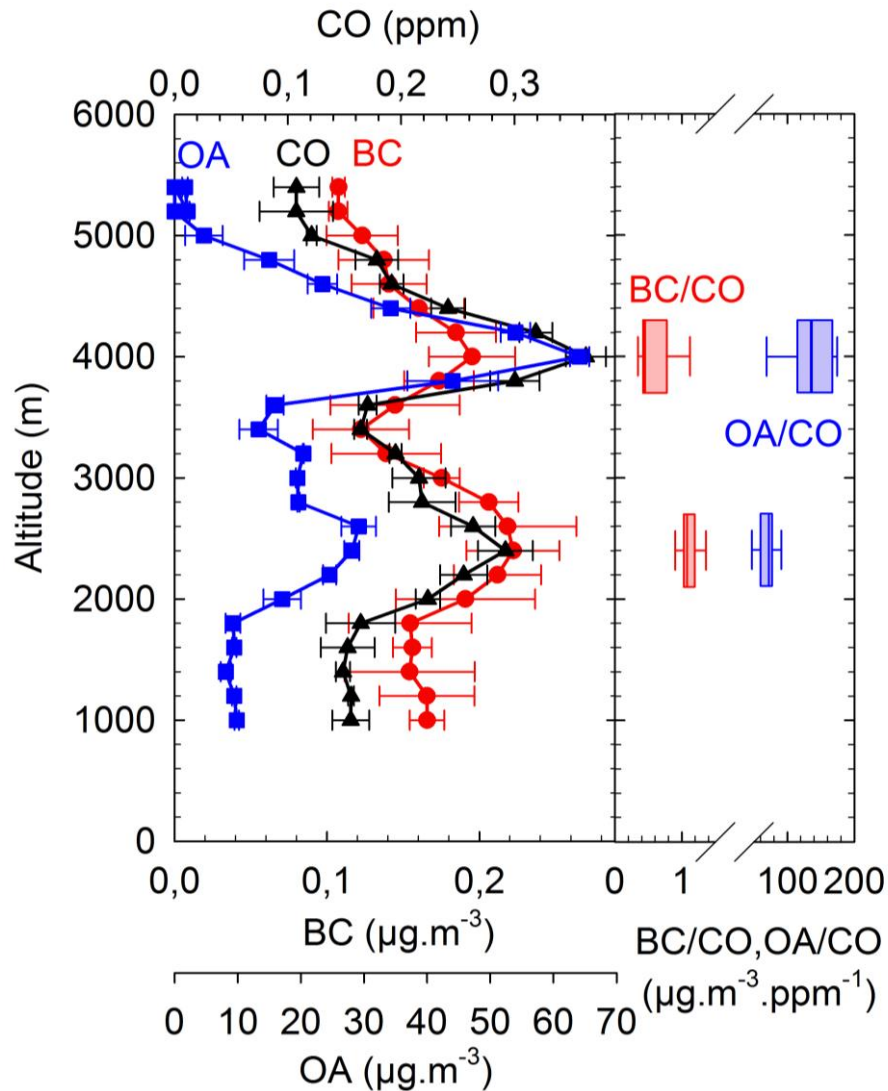 CO (ppm)
0,0 0,1 0,2 0,3
6000
OA CO BC
5000
BC/CO
4000
OA/CO
Altitude (m)
3000
2000
1000
0
0,0 0,1 0,2 0 1 100 200
BC (µg.m⁻³) BC/CO,OA/CO
(µg.m⁻³.ppm⁻¹)
0 10 20 30 40 50 60 70
OA (µg.m⁻³)